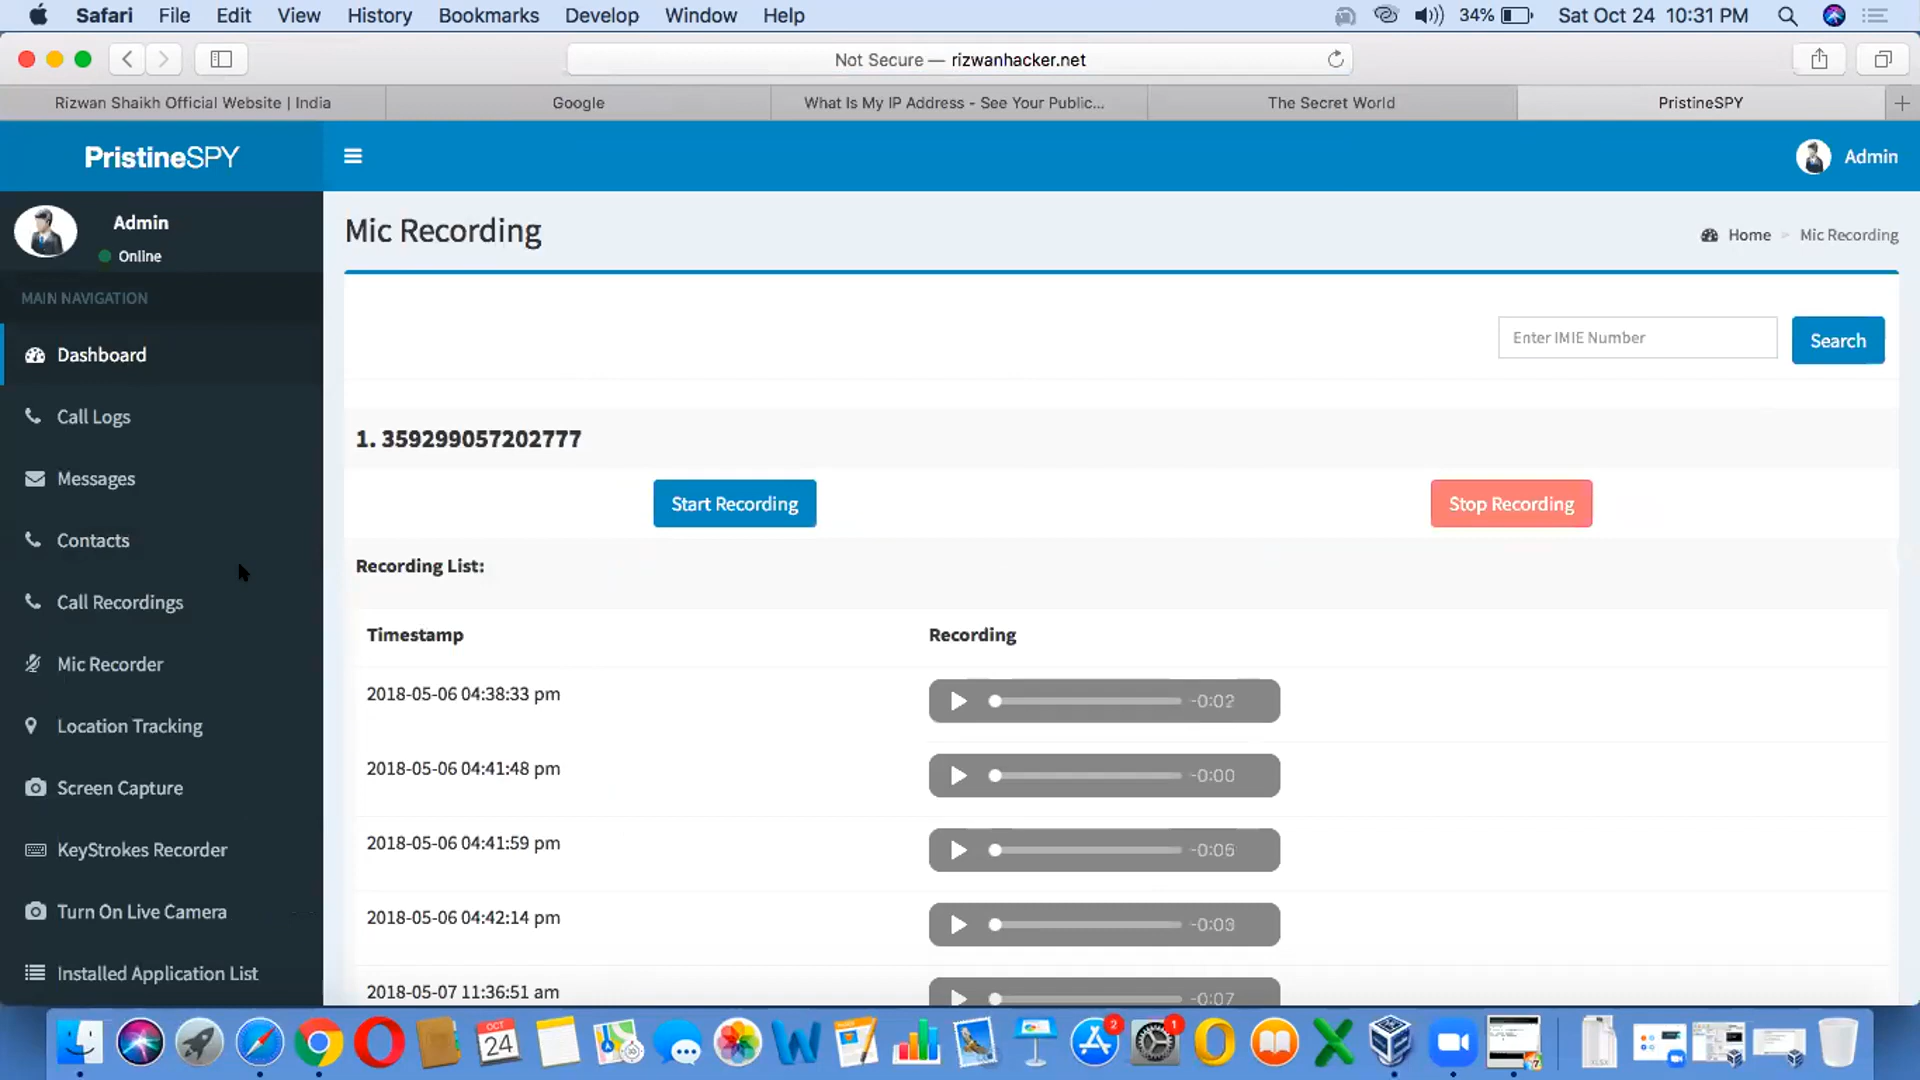 Safari File Edit View History Bookmarks Develop Window Help 34% Sat Oct 24 10:31 PM
Not Secure — rizwanhacker.net
Rizwan Shaikh Official Website | India Google What Is My IP Address - See Your Public... The Secret World PristineSPY
PristineSPY Admin
Admin
Online
Mic Recording
Home > Mic Recording
MAIN NAVIGATION
Dashboard
Call Logs
Messages
Contacts
Call Recordings
Mic Recorder
Location Tracking
Screen Capture
KeyStrokes Recorder
Turn On Live Camera
Installed Application List
Enter IMIE Number Search
1. 359299057202777
Start Recording Stop Recording
Recording List:
Timestamp Recording
2018-05-06 04:38:33 pm -0:02
2018-05-06 04:41:48 pm -0:00
2018-05-06 04:41:59 pm -0:05
2018-05-06 04:42:14 pm -0:03
2018-05-07 11:36:51 am -0:07
OCT
24
2
1
XLSX